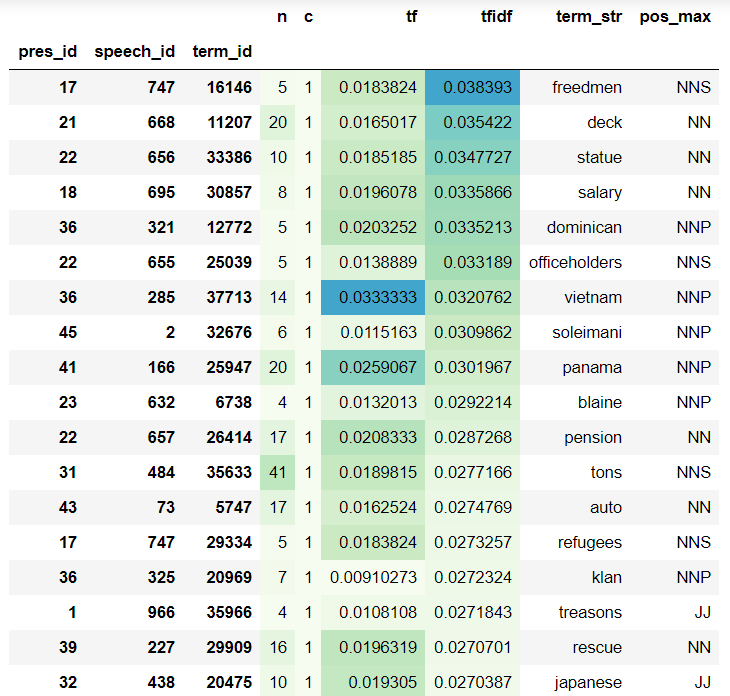 n c tf tfidf term_str pos_max
pres_id speech_id term_id
17 747 16146 5 1 0.0183824 0.038393 freedmen NNS
21 668 11207 20 1 0.0165017 0.035422 deck NN
22 656 33386 10 1 0.0185185 0.0347727 statue NN
18 695 30857 8 1 0.0196078 0.0335866 salary NN
36 321 12772 5 1 0.0203252 0.0335213 dominican NNP
22 655 25039 5 1 0.0138889 0.033189 officeholders NNS
36 285 37713 14 1 0.0333333 0.0320762 vietnam NNP
45 2 32676 6 1 0.0115163 0.0309862 soleimani NNP
41 166 25947 20 1 0.0259067 0.0301967 panama NNP
23 632 6738 4 1 0.0132013 0.0292214 blaine NNP
22 657 26414 17 1 0.0208333 0.0287268 pension NN
31 484 35633 41 1 0.0189815 0.0277166 tons NNS
43 73 5747 17 1 0.0162524 0.0274769 auto NN
17 747 29334 5 1 0.0183824 0.0273257 refugees NNS
36 325 20969 7 1 0.00910273 0.0272324 klan NNP
1 966 35966 4 1 0.0108108 0.0271843 treasons JJ
39 227 29909 16 1 0.0196319 0.0270701 rescue NN
32 438 20475 10 1 0.019305 0.0270387 japanese JJ